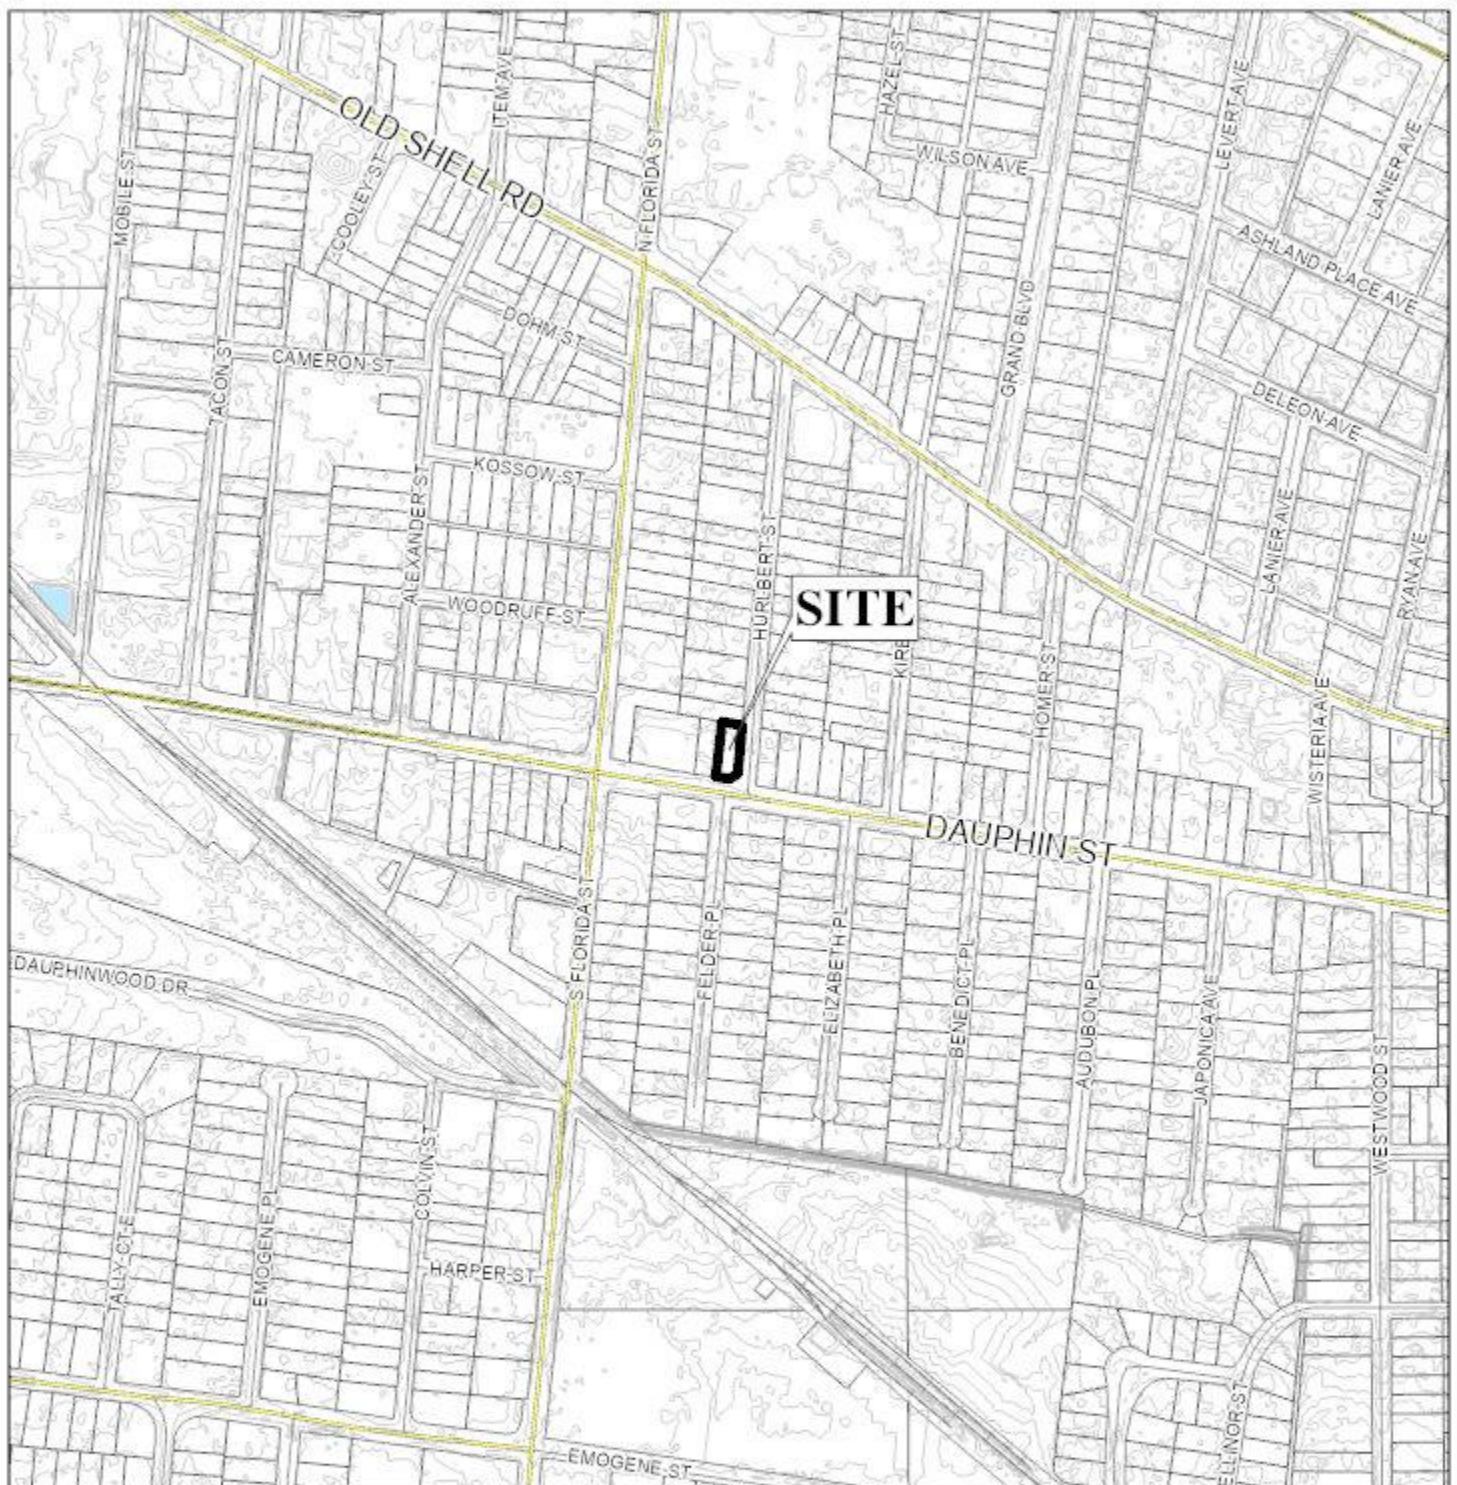 OLD SHELL RD
ITEM AVE
HAZEL ST
LEVERT AVE
LANIER AVE
MOBILE ST
COOLEY ST
N FLORIDA ST
WILSON AVE
ASHLAND PLACE AVE
DOHM ST
GRAND BLVD
TACON ST
CAMERON ST
DELEON AVE
KOSSOW ST
ALEXANDER ST
HURLBERT ST
LANIER AVE
RYAN AVE
WOODRUFF ST
SITE
KIRB
HOMER ST
WISTERIA AVE
DAUPHIN ST
S FLORIDA ST
FELDER PL
ELIZABETH PL
BENEDICT PL
AUDUBON PL
JAPONICA AVE
WESTWOOD ST
DAUPHINWOOD DR
COLVIN ST
TALLY CT E
EMOGENE PL
HARPER ST
ELLINOR ST
EMOGENE ST